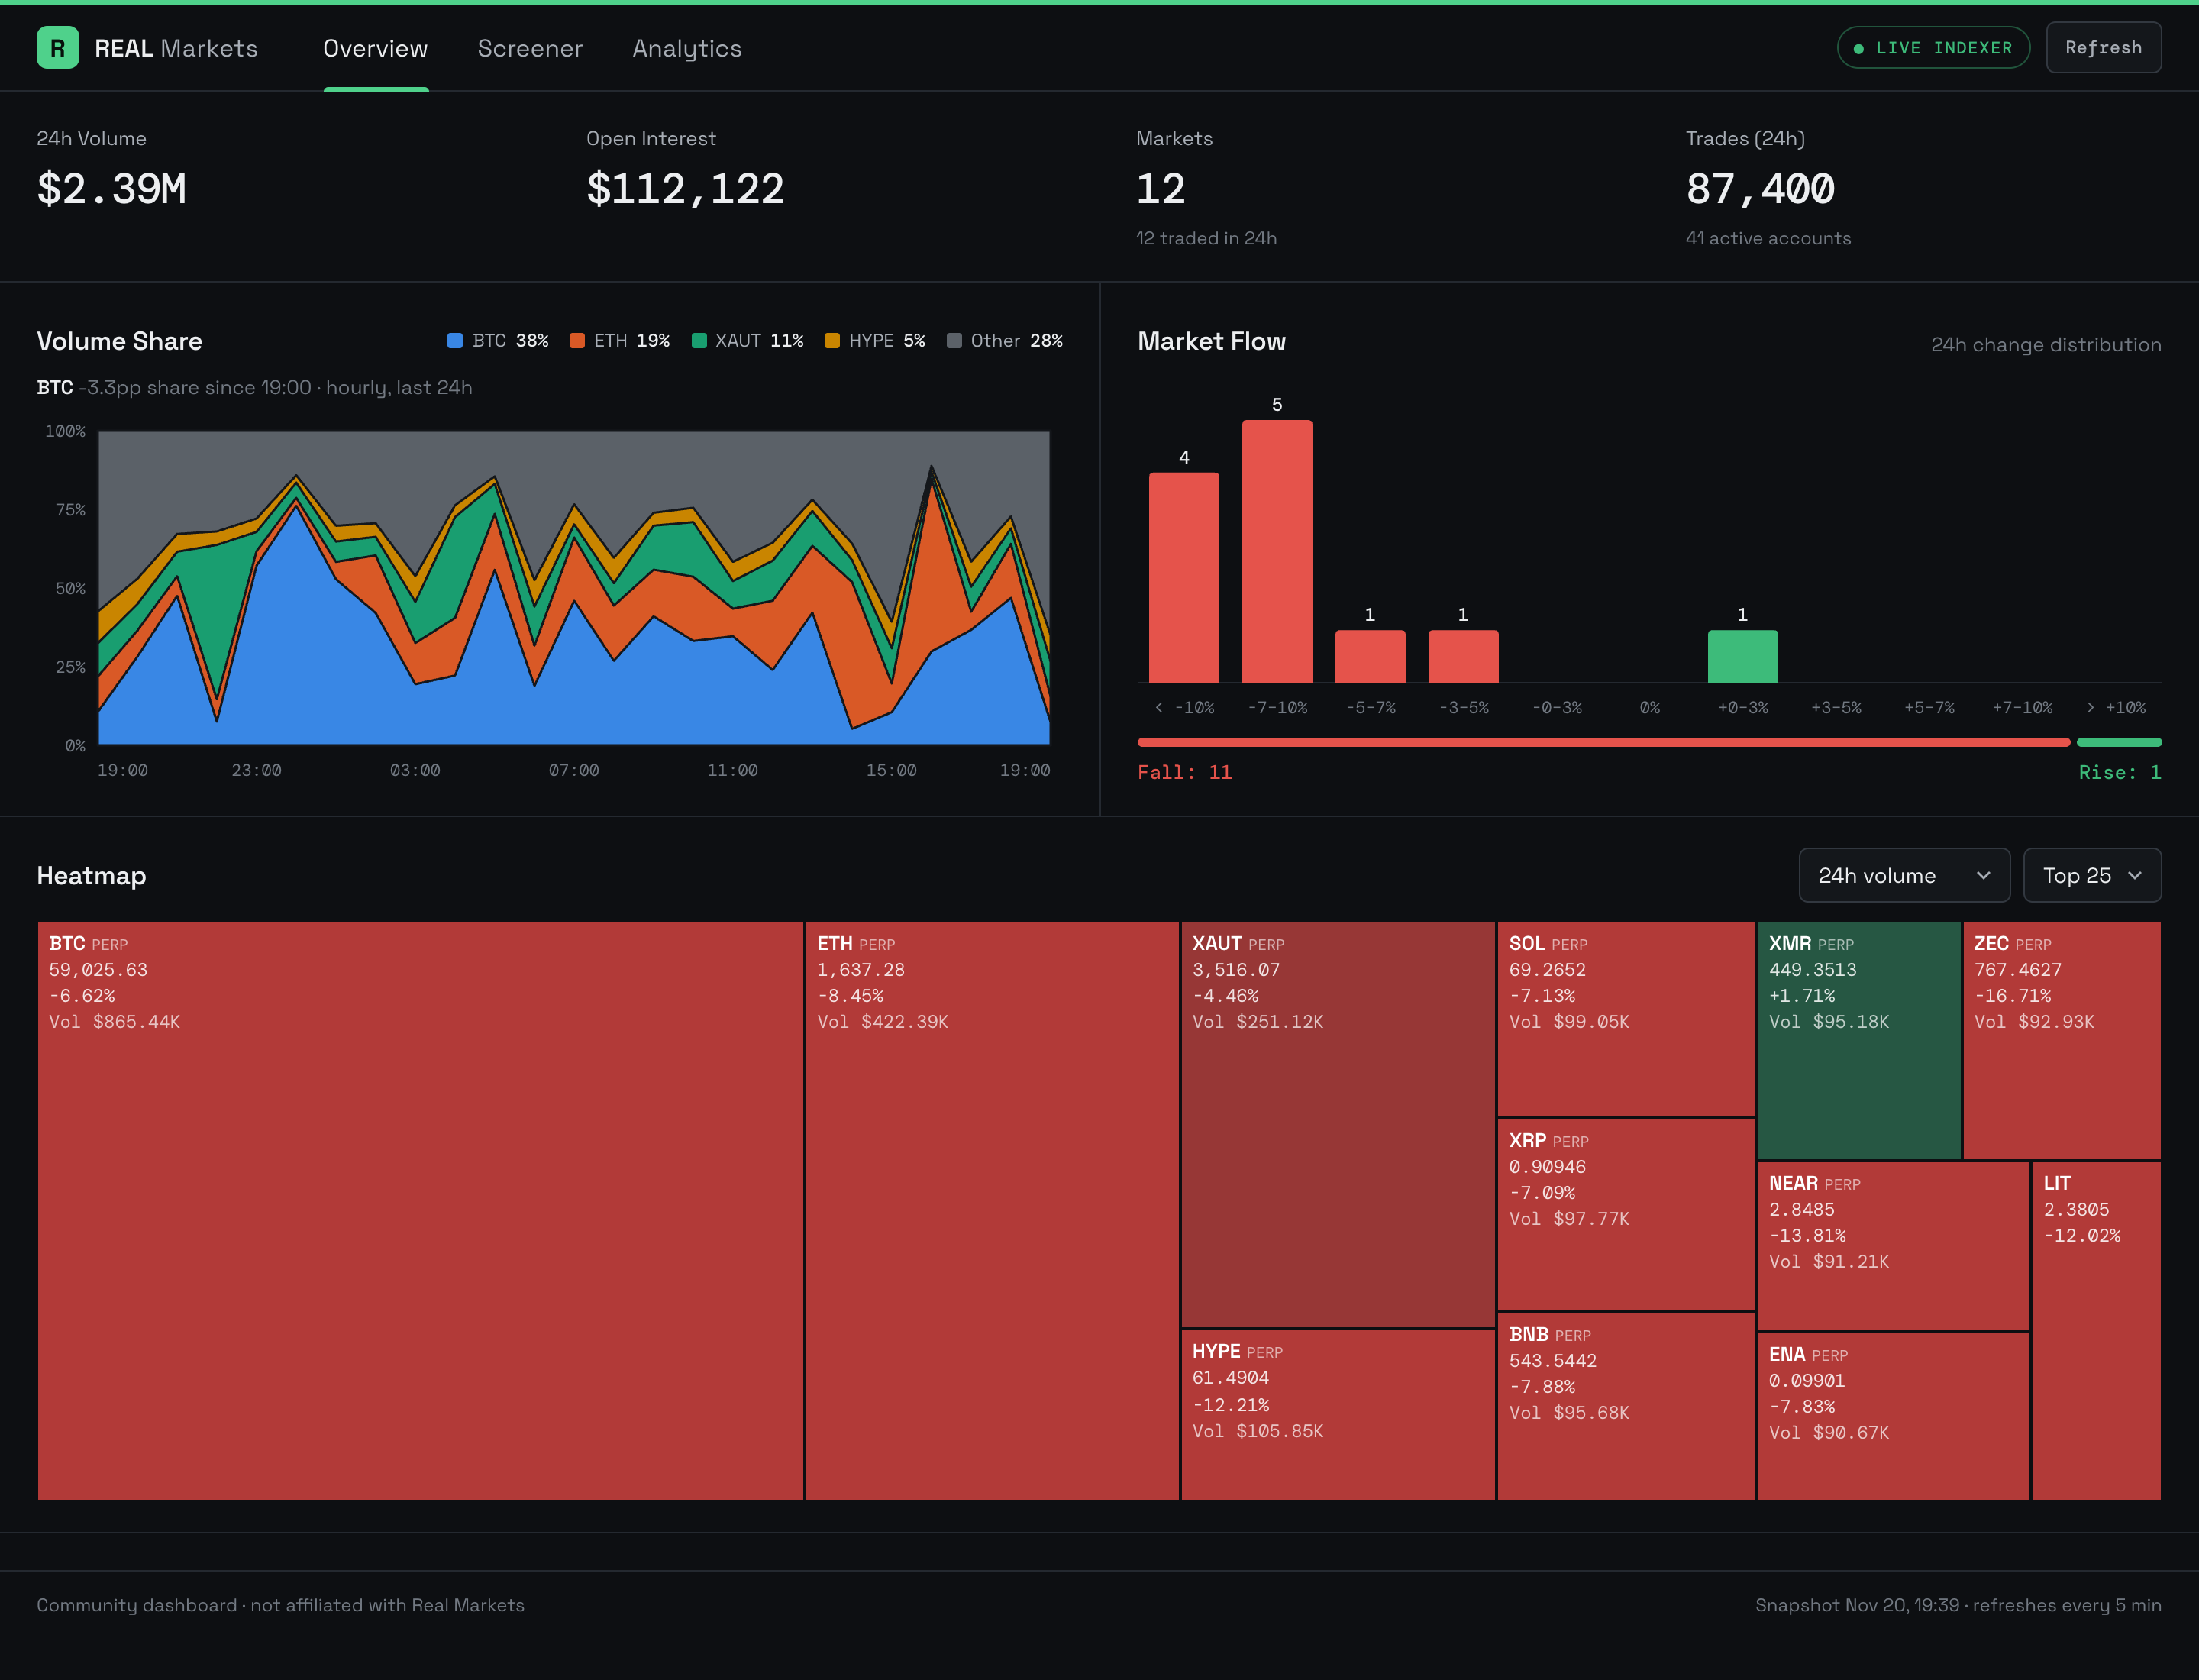 R REAL Markets Overview Screener Analytics LIVE INDEXER Refresh
24h Volume
$2.39M
Open Interest
$112,122
Markets
12
12 traded in 24h
Trades (24h)
87,400
41 active accounts
Volume Share
BTC 38% ETH 19% XAUT 11% HYPE 5% Other 28%
BTC -3.3pp share since 19:00 · hourly, last 24h
100%
75%
50%
25%
0%
19:00 23:00 03:00 07:00 11:00 15:00 19:00
Market Flow
24h change distribution
4
5
1
1
1
< -10% -7-10% -5-7% -3-5% -0-3% 0% +0-3% +3-5% +5-7% +7-10% > +10%
Fall: 11
Rise: 1
Heatmap
24h volume
Top 25
BTC PERP
59,025.63
-6.62%
Vol $865.44K
ETH PERP
1,637.28
-8.45%
Vol $422.39K
XAUT PERP
3,516.07
-4.46%
Vol $251.12K
HYPE PERP
61.4904
-12.21%
Vol $105.85K
SOL PERP
69.2652
-7.13%
Vol $99.05K
XRP PERP
0.90946
-7.09%
Vol $97.77K
BNB PERP
543.5442
-7.88%
Vol $95.68K
XMR PERP
449.3513
+1.71%
Vol $95.18K
ZEC PERP
767.4627
-16.71%
Vol $92.93K
NEAR PERP
2.8485
-13.81%
Vol $91.21K
ENA PERP
0.09901
-7.83%
Vol $90.67K
LIT
2.3805
-12.02%
Community dashboard · not affiliated with Real Markets
Snapshot Nov 20, 19:39 · refreshes every 5 min